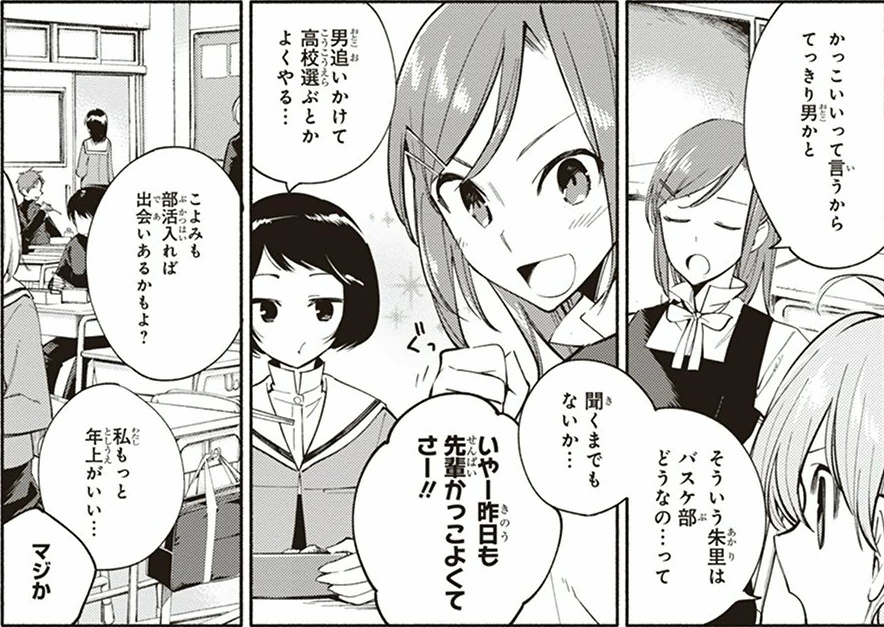 かっこいいって言うから
てっきり男かと
そういう朱里は
バスケ部
どうなの…って
聞くまでも
ないか…
いやー昨日も
先輩かっこよくて
さー!!
ぐっ
男追いかけて
高校選ぶとか
よくやる…
こよみも
部活入れば
出会いあるかもよ?
私もっと
年上がいい…
マジか